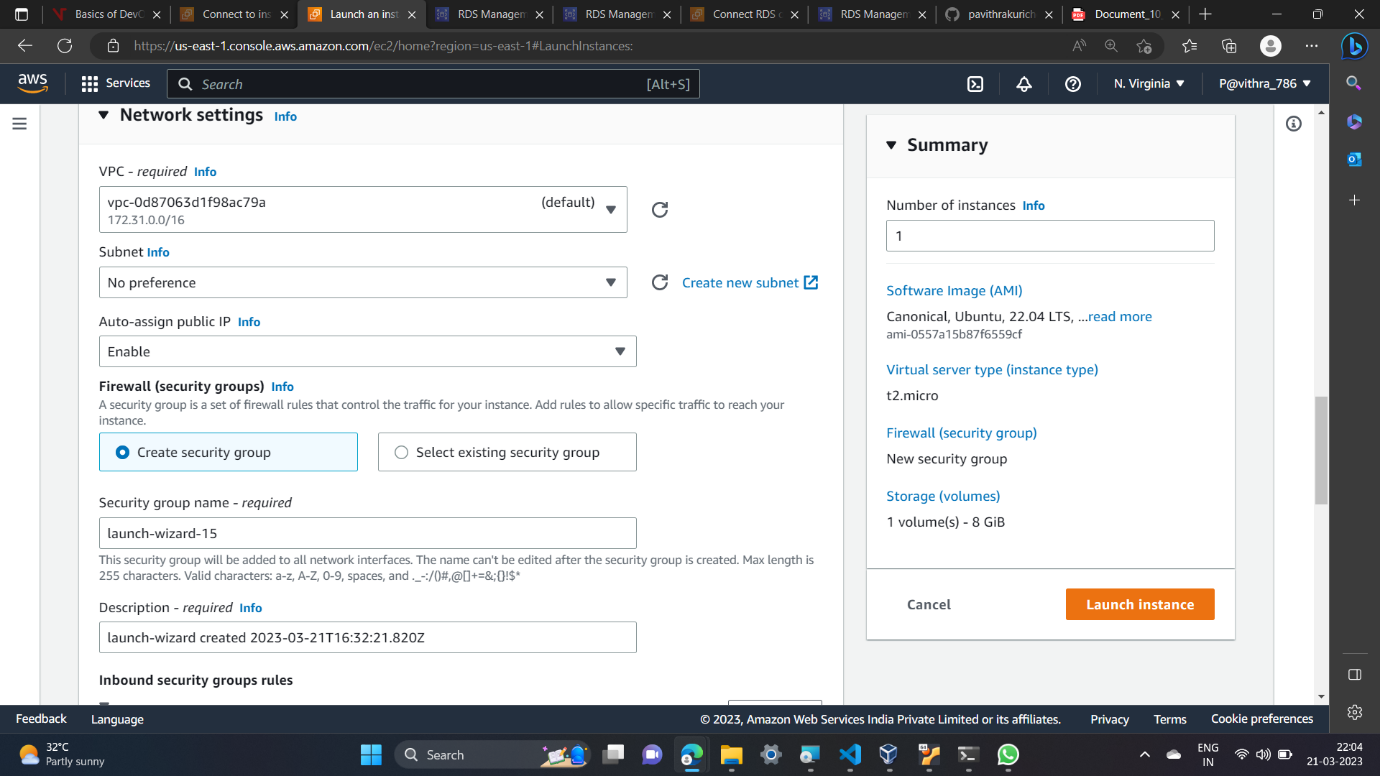 Basics of DevO
Connect to ins
Launch an inst
RDS Managem
RDS Managem
Connect RDS
RDS Managem
pavithrakurich
Document_10
https://us-east-1.console.aws.amazon.com/ec2/home?region=us-east-1#LaunchInstances:
aws
Services
Search
[Alt+S]
N. Virginia
P@vithra_786
Network settings Info
VPC - required Info
vpc-0d87063d1f98ac79a (default)
172.31.0.0/16
Subnet Info
No preference
Create new subnet
Auto-assign public IP Info
Enable
Firewall (security groups) Info
A security group is a set of firewall rules that control the traffic for your instance. Add rules to allow specific traffic to reach your
instance.
Create security group
Select existing security group
Security group name - required
launch-wizard-15
This security group will be added to all network interfaces. The name can't be edited after the security group is created. Max length is
255 characters. Valid characters: a-z, A-Z, 0-9, spaces, and ._-:/()#,@[]+=&;{}!$*
Description - required Info
launch-wizard created 2023-03-21T16:32:21.820Z
Inbound security groups rules
Summary
Number of instances Info
1
Software Image (AMI)
Canonical, Ubuntu, 22.04 LTS, ...read more
ami-0557a15b87f6559cf
Virtual server type (instance type)
t2.micro
Firewall (security group)
New security group
Storage (volumes)
1 volume(s) - 8 GiB
Cancel
Launch instance
Feedback
Language
© 2023, Amazon Web Services India Private Limited or its affiliates.
Privacy
Terms
Cookie preferences
32°C
Partly sunny
Search
ENG
IN
22:04
21-03-2023